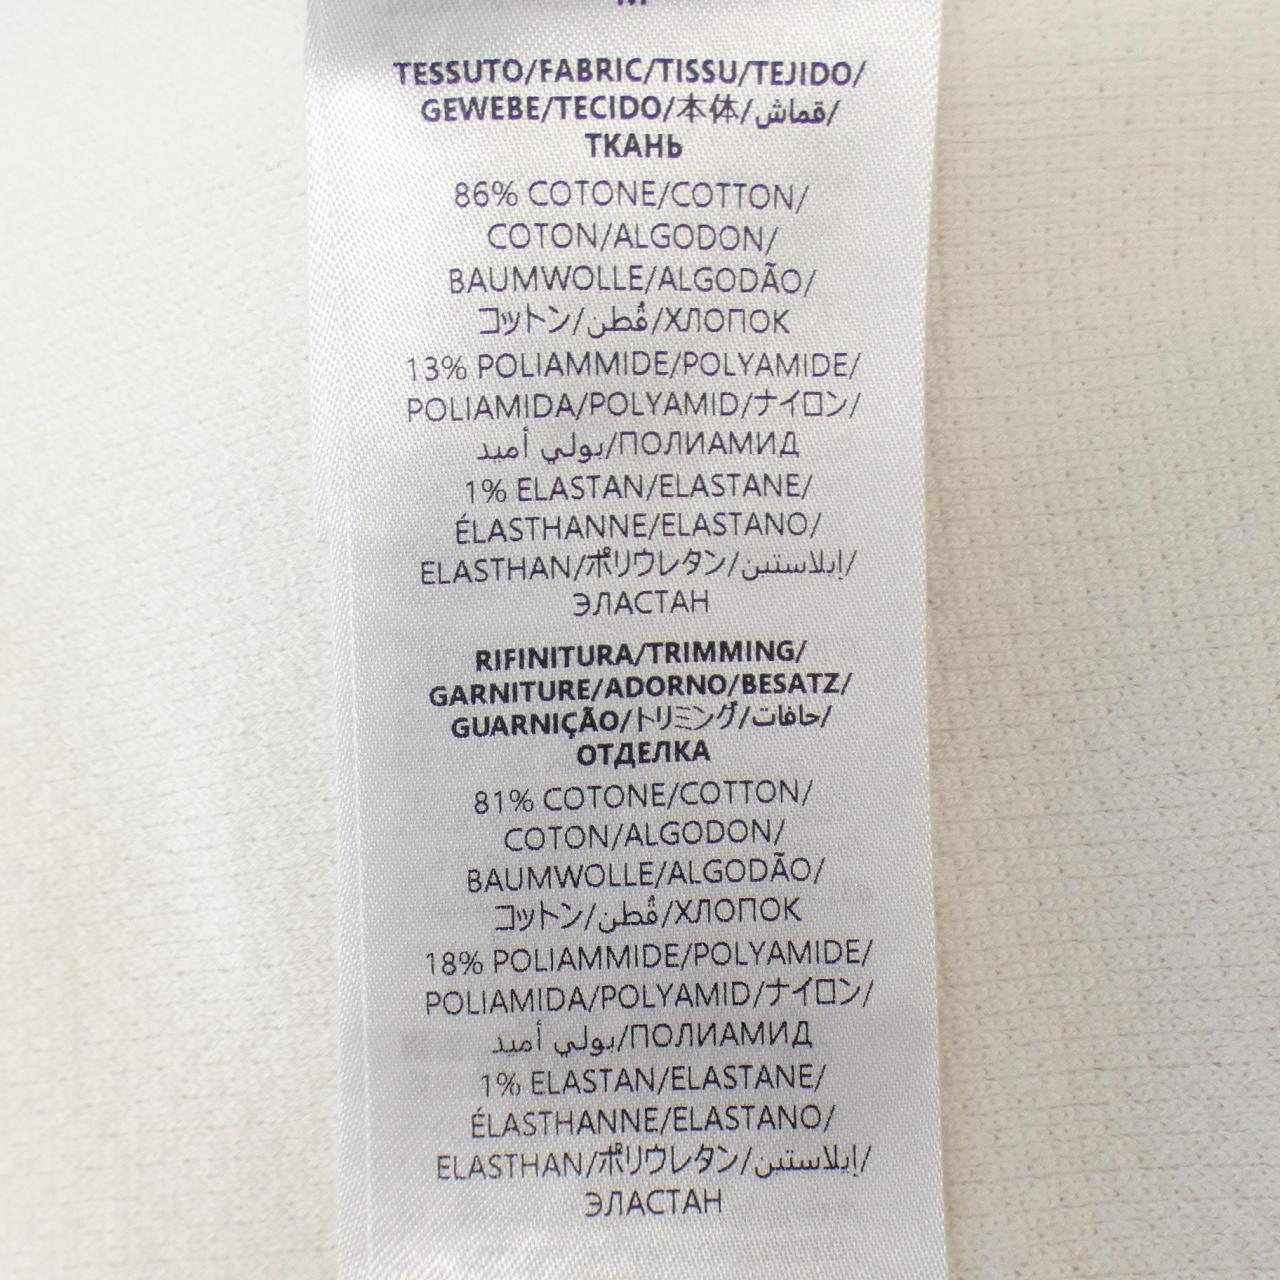 M
TESSUTO/FABRIC/TISSU/TEJIDO/
GEWEBE/TECIDO/本体/قماش/
ТКАНЬ
86% COTONE/COTTON/
COTON/ALGODON/
BAUMWOLLE/ALGODÃO/
コットン/قُطن/ХЛОПОК
13% POLIAMMIDE/POLYAMIDE/
POLIAMIDA/POLYAMID/ナイロン/
بولي أميد/ПОЛИАМИД
1% ELASTAN/ELASTANE/
ÉLASTHANNE/ELASTANO/
ELASTHAN/ポリウレタン/إيلاستين/
ЭЛАСТАН
RIFINITURA/TRIMMING/
GARNITURE/ADORNO/BESATZ/
GUARNIÇÃO/トリミング/حافات/
ОТДЕЛКА
81% COTONE/COTTON/
COTON/ALGODON/
BAUMWOLLE/ALGODÃO/
コットン/قُطن/ХЛОПОК
18% POLIAMMIDE/POLYAMIDE/
POLIAMIDA/POLYAMID/ナイロン/
بولي أميد/ПОЛИАМИД
1% ELASTAN/ELASTANE/
ÉLASTHANNE/ELASTANO/
ELASTHAN/ポリウレタン/إيلاستين/
ЭЛАСТАН